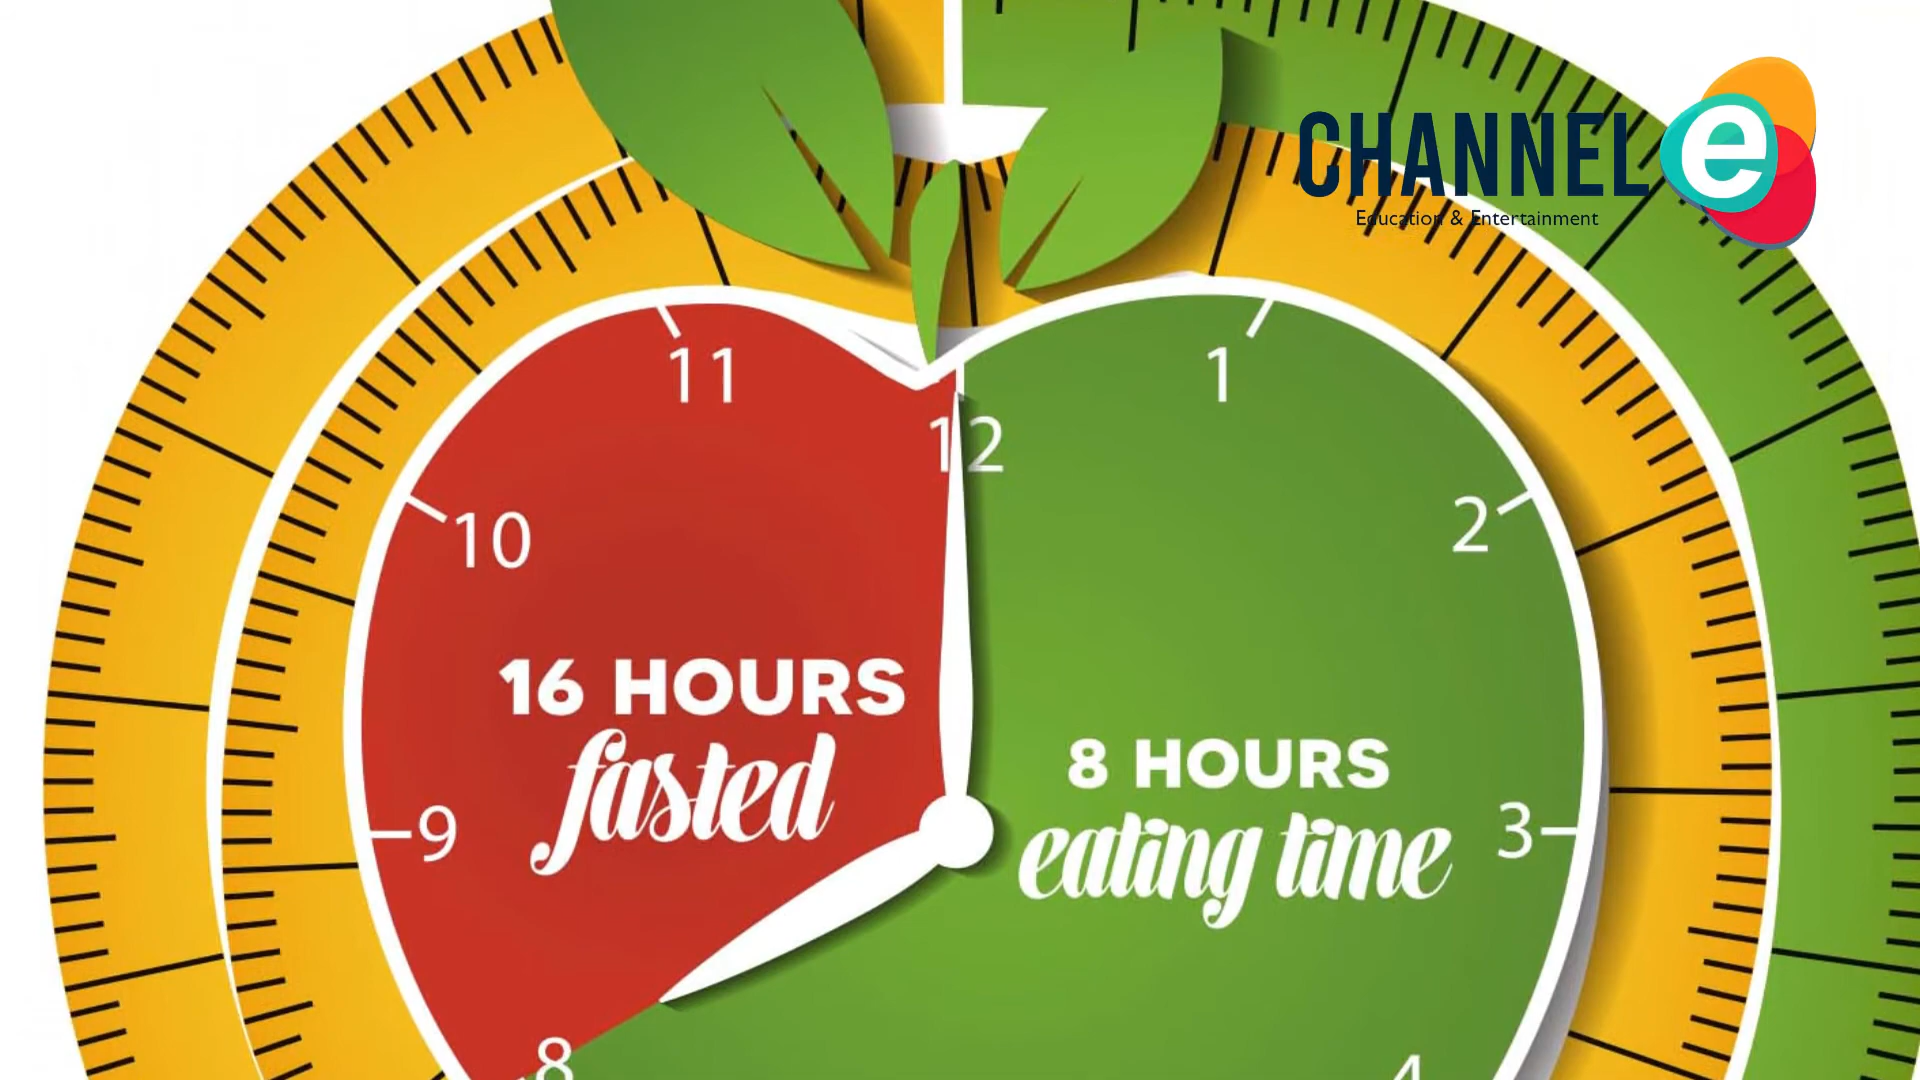 CHANNEL e
Education & Entertainment
11
12
1
10
2
16 HOURS
fasted
8 HOURS
eating time
9
3
8
4